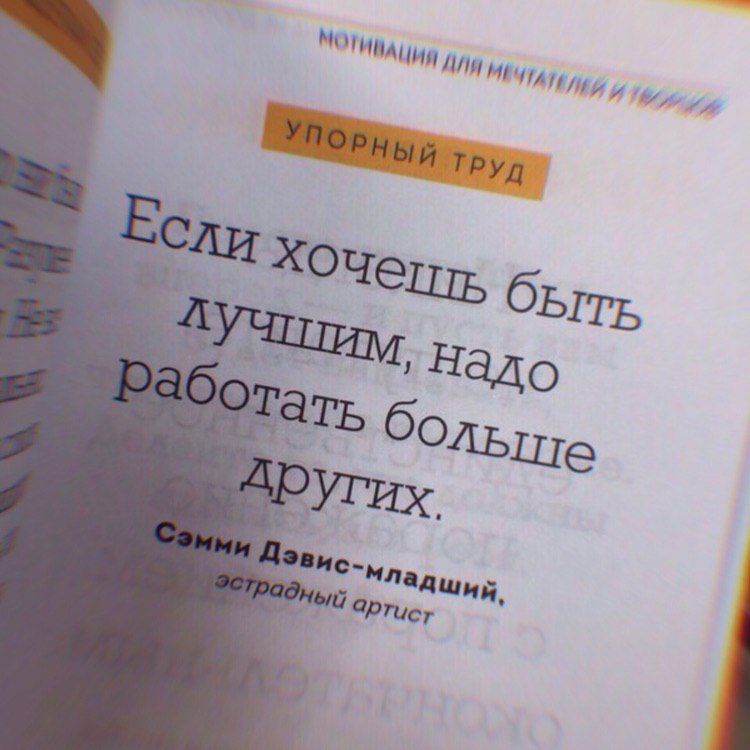 МОТИВАЦИЯ ДЛЯ МЕЧТАТЕЛЕЙ И ТВОРЦОВ
УПОРНЫЙ ТРУД
Если хочешь быть
лучшим, надо
работать больше
других.
Сэмми Дэвис-младший,
эстрадный артист